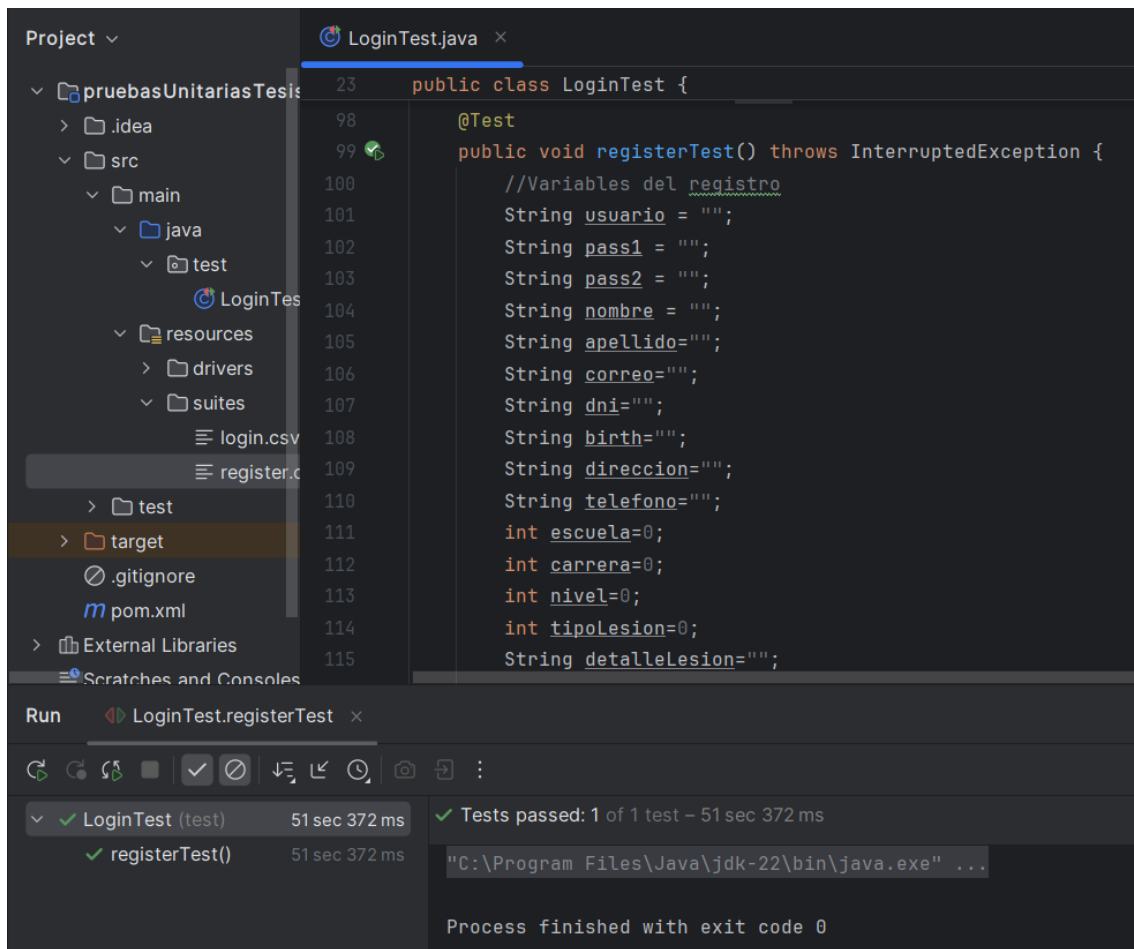 Project
LoginTest.java
pruebasUnitariasTesis
.idea
src
main
java
test
LoginTes
resources
drivers
suites
login.csv
register.c
test
target
.gitignore
m pom.xml
External Libraries
Scratches and Consoles
23 public class LoginTest {
98 @Test
99 public void registerTest() throws InterruptedException {
100 //Variables del registro
101 String usuario = "";
102 String pass1 = "";
103 String pass2 = "";
104 String nombre = "";
105 String apellido="";
106 String correo="";
107 String dni="";
108 String birth="";
109 String direccion="";
110 String telefono="";
111 int escuela=0;
112 int carrera=0;
113 int nivel=0;
114 int tipoLesion=0;
115 String detalleLesion="";
Run LoginTest.registerTest
LoginTest (test) 51 sec 372 ms
registerTest() 51 sec 372 ms
Tests passed: 1 of 1 test – 51 sec 372 ms
"C:\Program Files\Java\jdk-22\bin\java.exe" ...
Process finished with exit code 0